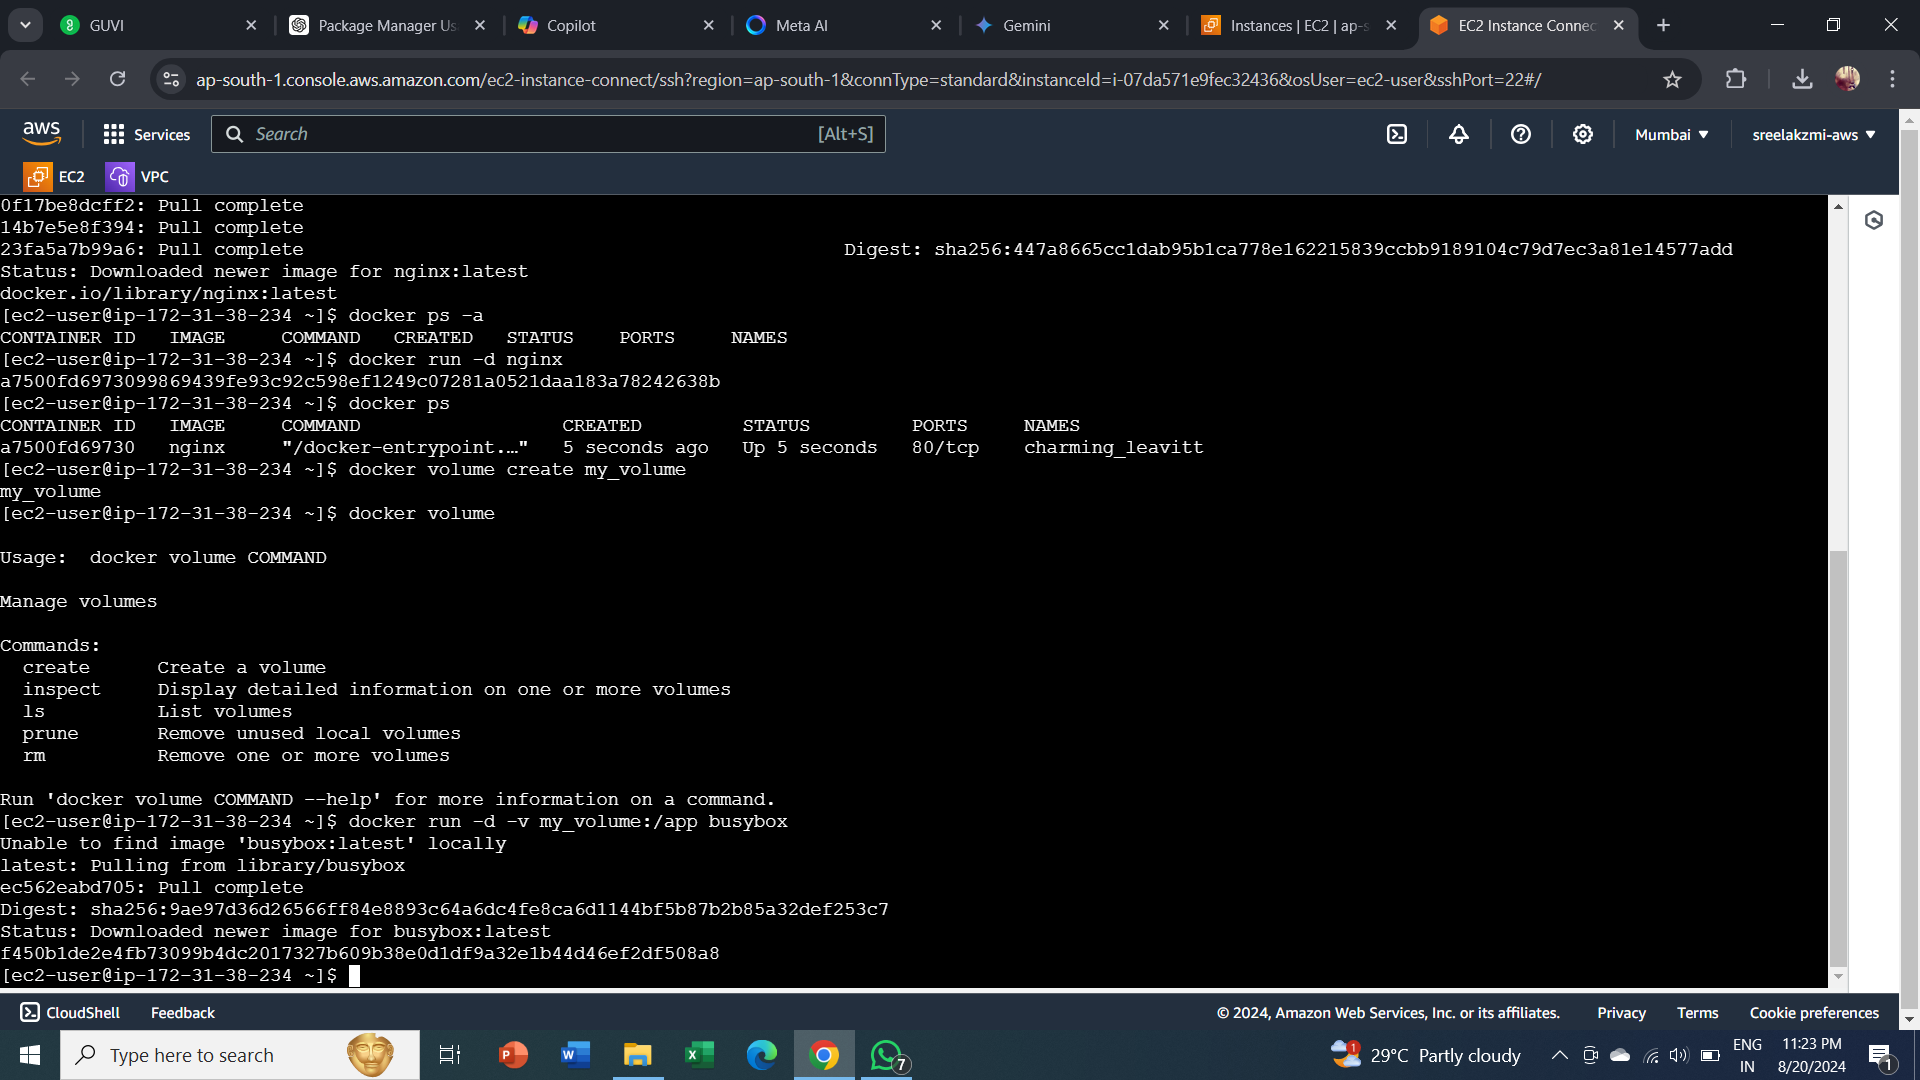 GUVI
Package Manager Us
Copilot
Meta AI
Gemini
Instances | EC2 | ap-s
EC2 Instance Connec
ap-south-1.console.aws.amazon.com/ec2-instance-connect/ssh?region=ap-south-1&connType=standard&instanceId=i-07da571e9fec32436&osUser=ec2-user&sshPort=22#/
aws Services Search [Alt+S] Mumbai sreelakzmi-aws
EC2 VPC
0f17be8dcff2: Pull complete
14b7e5e8f394: Pull complete
23fa5a7b99a6: Pull complete Digest: sha256:447a8665cc1dab95b1ca778e162215839ccbb9189104c79d7ec3a81e14577add
Status: Downloaded newer image for nginx:latest
docker.io/library/nginx:latest
[ec2-user@ip-172-31-38-234 ~]$ docker ps -a
CONTAINER ID   IMAGE     COMMAND   CREATED   STATUS    PORTS     NAMES
[ec2-user@ip-172-31-38-234 ~]$ docker run -d nginx
a7500fd6973099869439fe93c92c598ef1249c07281a0521daa183a78242638b
[ec2-user@ip-172-31-38-234 ~]$ docker ps
CONTAINER ID   IMAGE     COMMAND                  CREATED         STATUS         PORTS     NAMES
a7500fd69730   nginx     "/docker-entrypoint.…"   5 seconds ago   Up 5 seconds   80/tcp    charming_leavitt
[ec2-user@ip-172-31-38-234 ~]$ docker volume create my_volume
my_volume
[ec2-user@ip-172-31-38-234 ~]$ docker volume
Usage:  docker volume COMMAND
Manage volumes
Commands:
  create      Create a volume
  inspect     Display detailed information on one or more volumes
  ls          List volumes
  prune       Remove unused local volumes
  rm          Remove one or more volumes
Run 'docker volume COMMAND --help' for more information on a command.
[ec2-user@ip-172-31-38-234 ~]$ docker run -d -v my_volume:/app busybox
Unable to find image 'busybox:latest' locally
latest: Pulling from library/busybox
ec562eabd705: Pull complete
Digest: sha256:9ae97d36d26566ff84e8893c64a6dc4fe8ca6d1144bf5b87b2b85a32def253c7
Status: Downloaded newer image for busybox:latest
f450b1de2e4fb73099b4dc2017327b609b38e0d1df9a32e1b44d46ef2df508a8
[ec2-user@ip-172-31-38-234 ~]$
CloudShell Feedback © 2024, Amazon Web Services, Inc. or its affiliates. Privacy Terms Cookie preferences
Type here to search 7 1 29°C Partly cloudy ENG IN 11:23 PM 8/20/2024 1